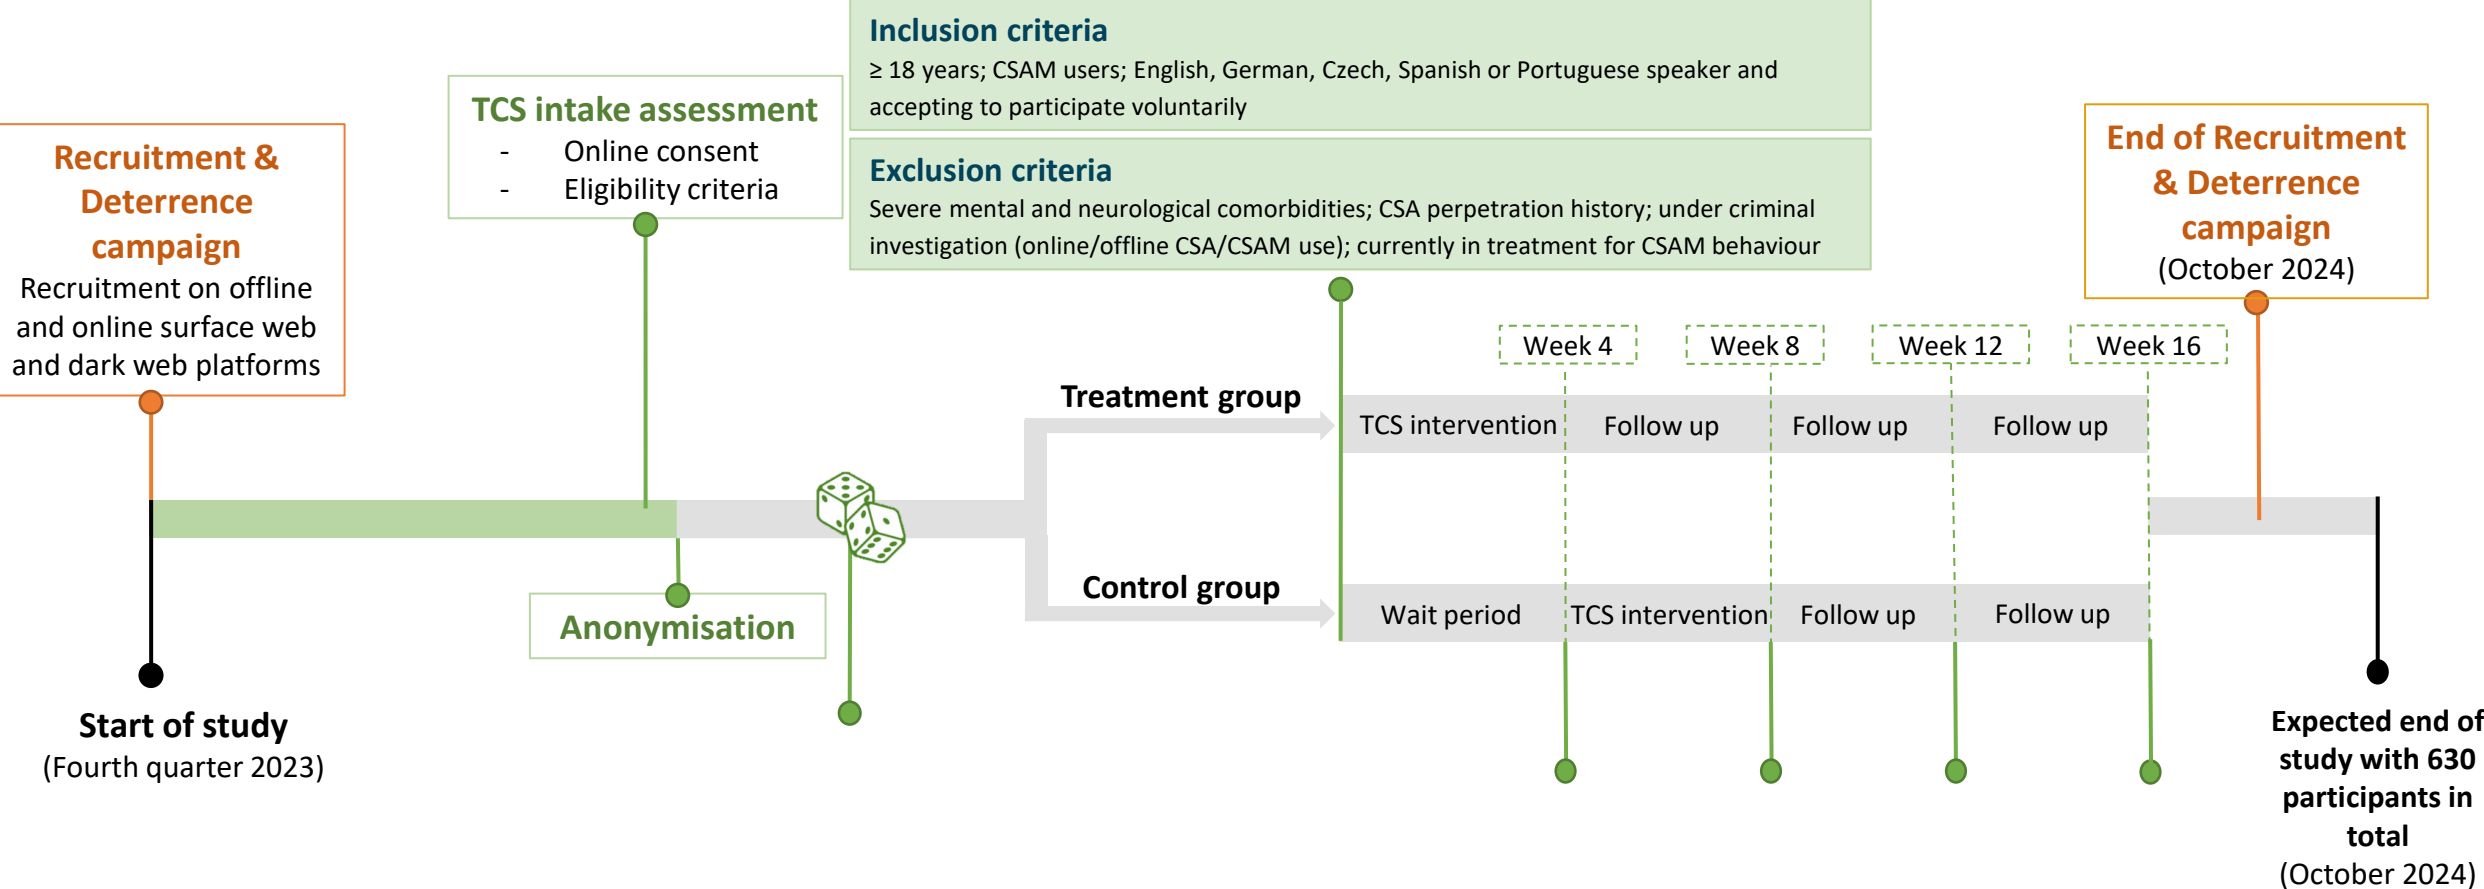 Inclusion criteria
≥ 18 years; CSAM users; English, German, Czech, Spanish or Portuguese speaker and
accepting to participate voluntarily
Exclusion criteria
Severe mental and neurological comorbidities; CSA perpetration history; under criminal
investigation (online/offline CSA/CSAM use); currently in treatment for CSAM behaviour
TCS intake assessment
- Online consent
- Eligibility criteria
Recruitment &
Deterrence
campaign
Recruitment on offline
and online surface web
and dark web platforms
End of Recruitment
& Deterrence
campaign
(October 2024)
Week 4
Week 8
Week 12
Week 16
Treatment group
TCS intervention
Follow up
Follow up
Follow up
Control group
Wait period
TCS intervention
Follow up
Follow up
Anonymisation
Start of study
(Fourth quarter 2023)
Expected end of
study with 630
participants in
total
(October 2024)